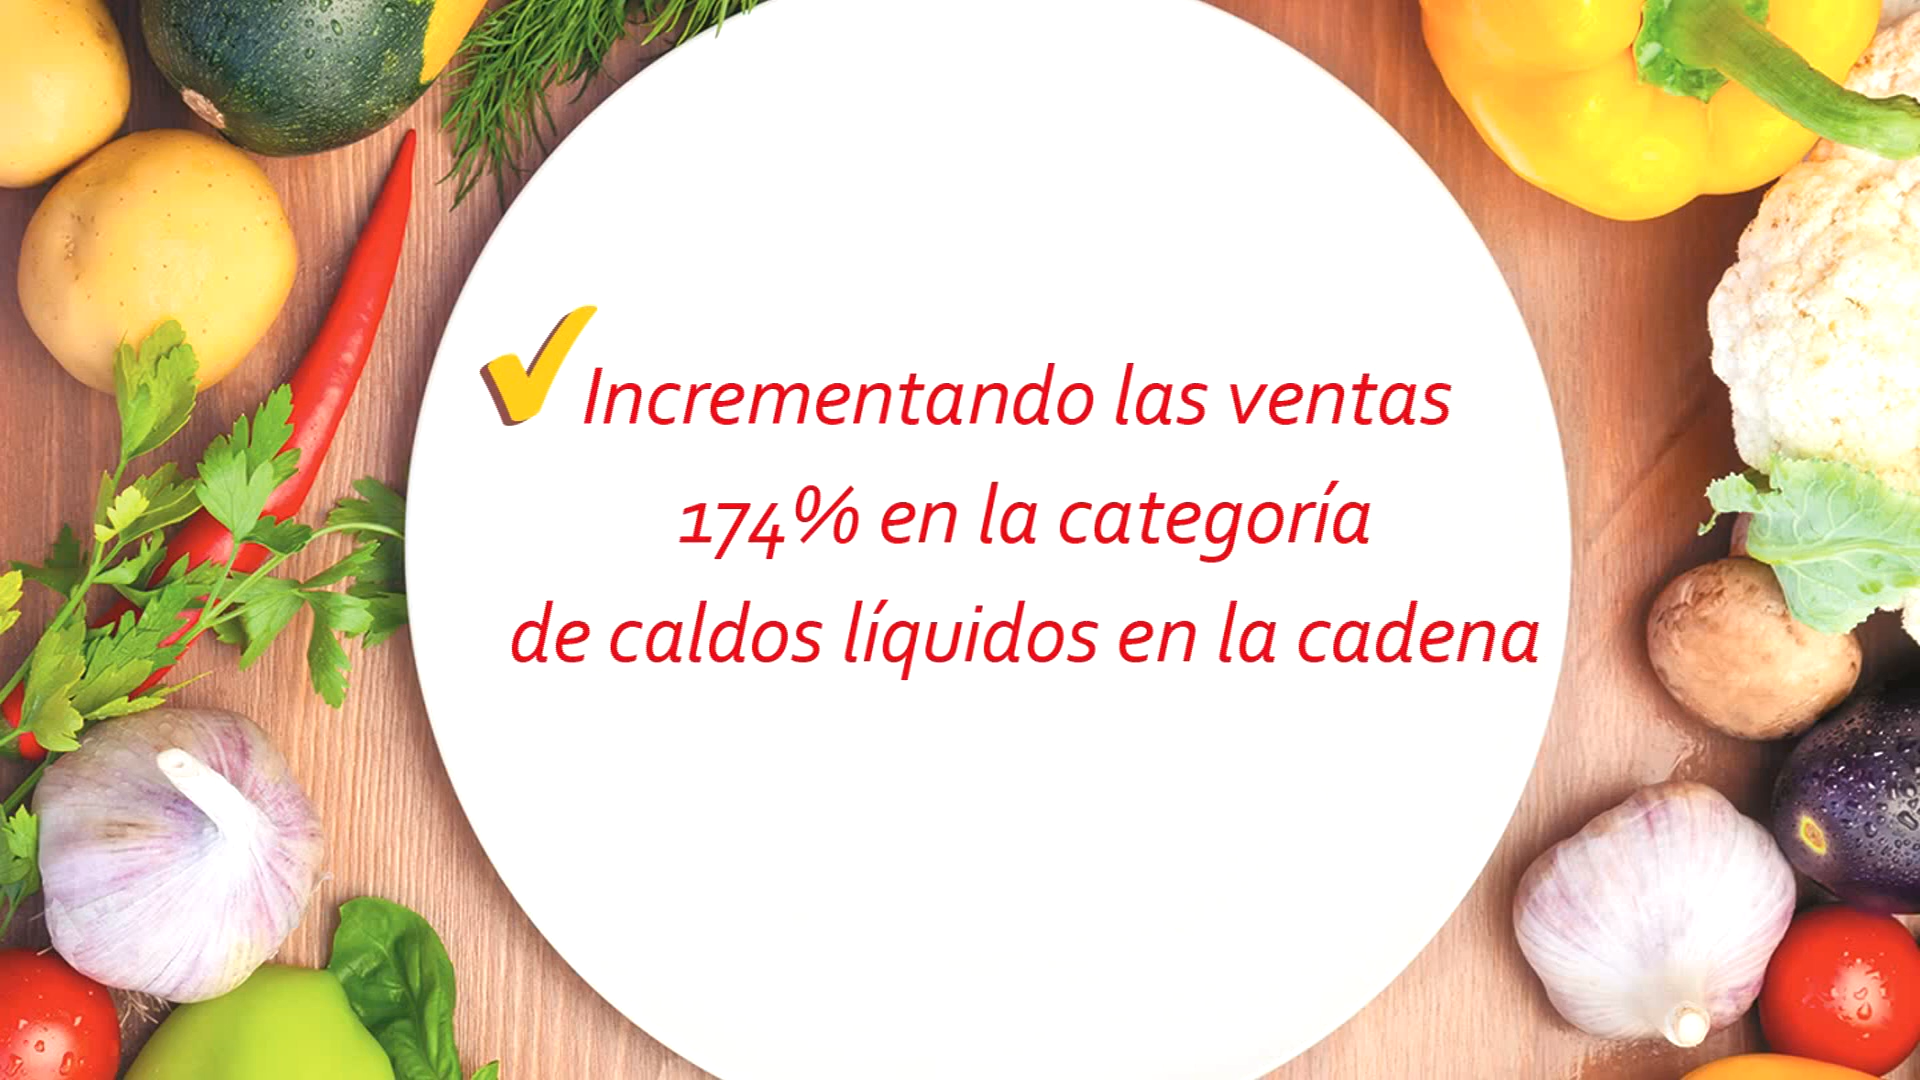 Incrementando las ventas
174% en la categoría
de caldos líquidos en la cadena